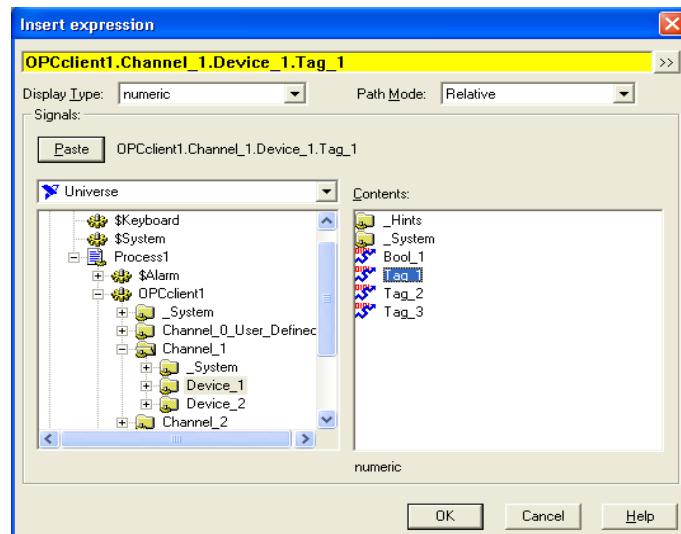 Insert expression
OPCclient1.Channel_1.Device_1.Tag_1
>>
Display Type: numeric Path Mode: Relative
Signals:
Paste OPCclient1.Channel_1.Device_1.Tag_1
Universe
Contents:
$Keyboard
$System
Process1
$Alarm
OPCclient1
_System
Channel_0_User_Defined
Channel_1
_System
Device_1
Device_2
Channel_2
_Hints
_System
Bool_1
Tag_1
Tag_2
Tag_3
numeric
OK Cancel Help